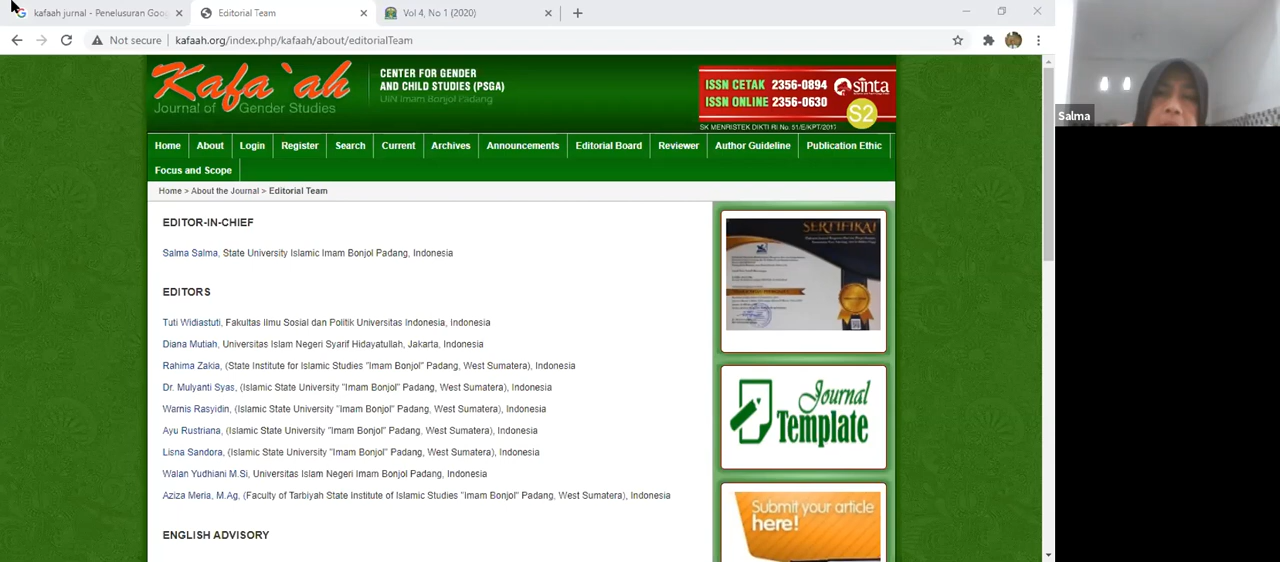 kafaah jurnal - Penelusuran Goo
Editorial Team
Vol 4, No 1 (2020)
Not secure
kafaah.org/index.php/kafaah/about/editorialTeam
Kafa`ah
Journal of Gender Studies
CENTER FOR GENDER
AND CHILD STUDIES (PSGA)
UIN Imam Bonjol Padang
ISSN CETAK 2356-0894
ISSN ONLINE 2356-0630
sinta
S2
SK MENRISTEK DIKTI RI No. 51/E/KPT/2017
Home
About
Login
Register
Search
Current
Archives
Announcements
Editorial Board
Reviewer
Author Guideline
Publication Ethic
Focus and Scope
Home > About the Journal > Editorial Team
EDITOR-IN-CHIEF
Salma Salma, State University Islamic Imam Bonjol Padang, Indonesia
EDITORS
Tuti Widiastuti, Fakultas Ilmu Sosial dan Politik Universitas Indonesia, Indonesia
Diana Mutiah, Universitas Islam Negeri Syarif Hidayatullah, Jakarta, Indonesia
Rahima Zakia, (State Institute for Islamic Studies "Imam Bonjol" Padang, West Sumatera), Indonesia
Dr. Mulyanti Syas, (Islamic State University "Imam Bonjol" Padang, West Sumatera), Indonesia
Warnis Rasyidin, (Islamic State University "Imam Bonjol" Padang, West Sumatera), Indonesia
Ayu Rustriana, (Islamic State University "Imam Bonjol" Padang, West Sumatera), Indonesia
Lisna Sandora, (Islamic State University "Imam Bonjol" Padang, West Sumatera), Indonesia
Walan Yudhiani M.Si, Universitas Islam Negeri Imam Bonjol Padang, Indonesia
Aziza Meria, M.Ag, (Faculty of Tarbiyah State Institute of Islamic Studies "Imam Bonjol" Padang, West Sumatera), Indonesia
ENGLISH ADVISORY
SERTIFIKAT
Journal
Template
Submit your article
here!
Salma